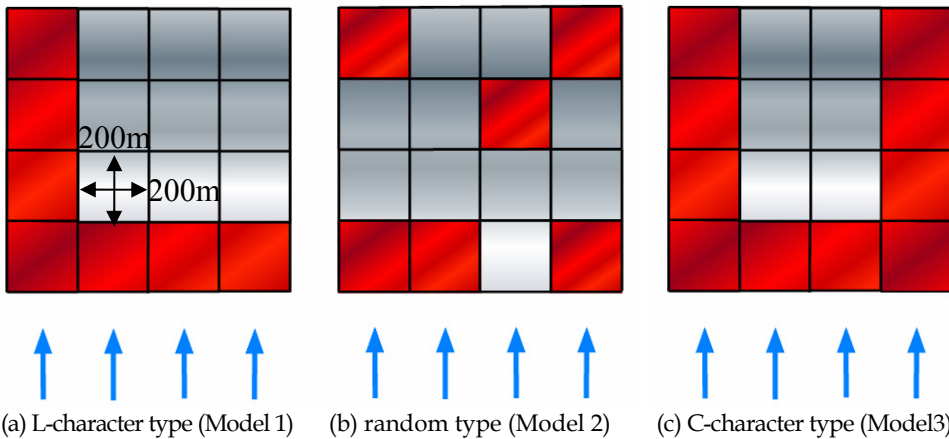 200m
200m
(a) L-character type (Model 1)
(b) random type (Model 2)
(c) C-character type (Model3)